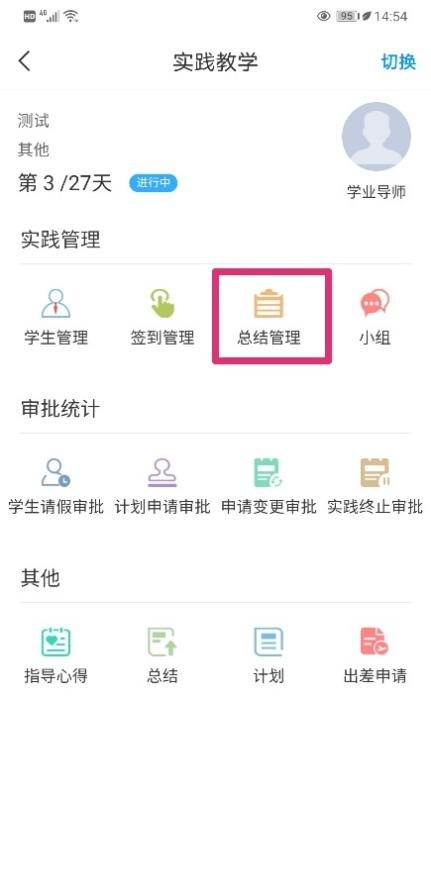 HD 4G 95 14:54
实践教学 切换
测试
其他
第 3 /27天 进行中
学业导师
实践管理
学生管理 签到管理 总结管理 小组
审批统计
学生请假审批 计划申请审批 申请变更审批 实践终止审批
其他
指导心得 总结 计划 出差申请